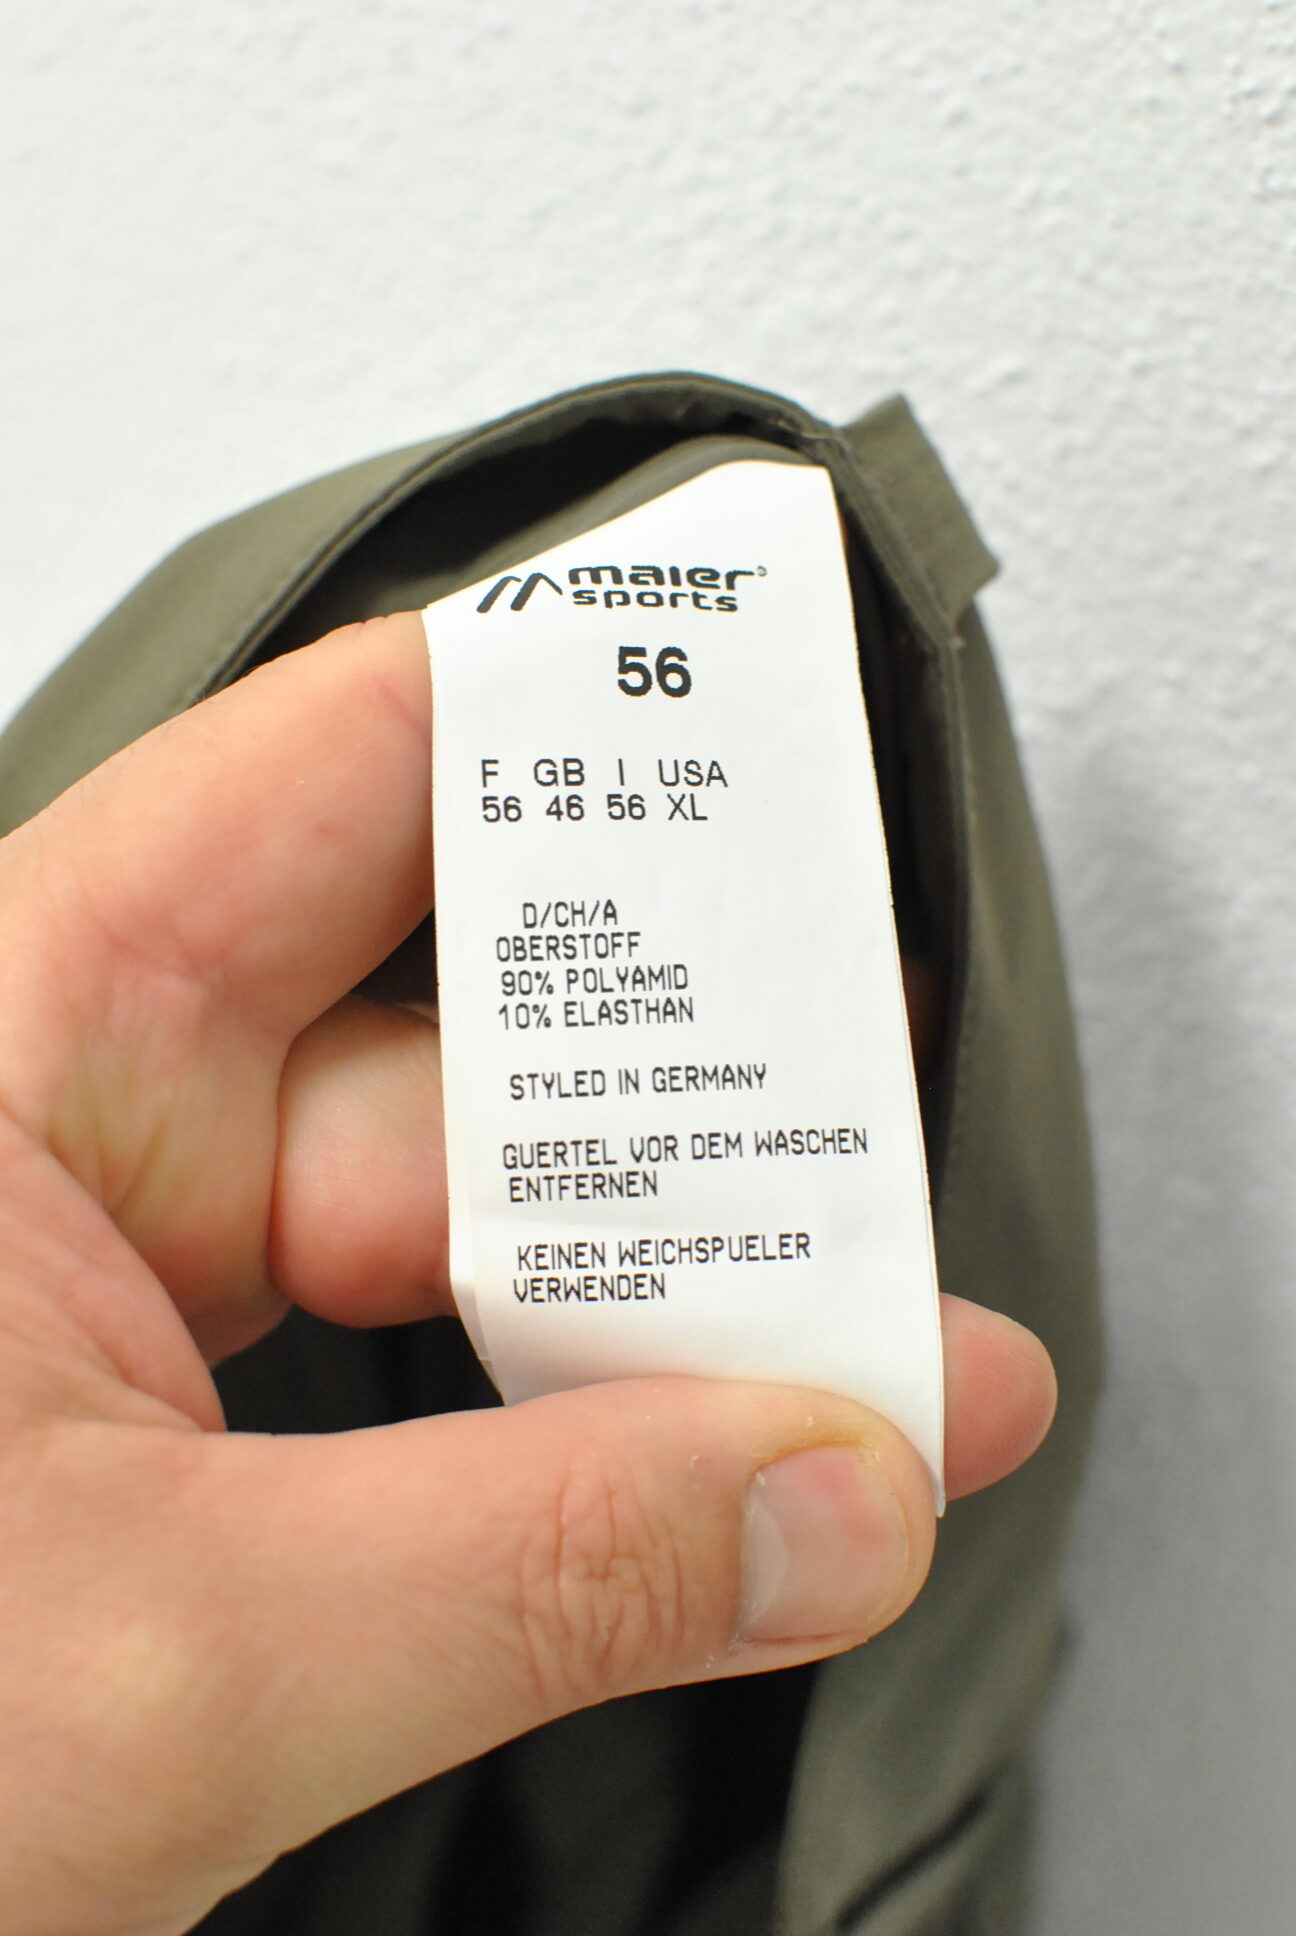 maier
sports
56
F GB I USA
56 46 56 XL
D/CH/A
OBERSTOFF
90% POLYAMID
10% ELASTHAN
STYLED IN GERMANY
GUERTEL VOR DEM WASCHEN
ENTFERNEN
KEINEN WEICHSPUELER
VERWENDEN